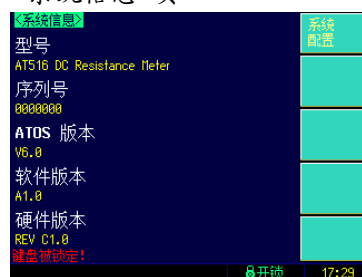 <系统信息>
系统
配置
型号
AT516 DC Resistance Meter
序列号
0000000
ATOS 版本
V6.0
软件版本
A1.0
硬件版本
REV C1.0
键盘被锁定!
开锁 17:29